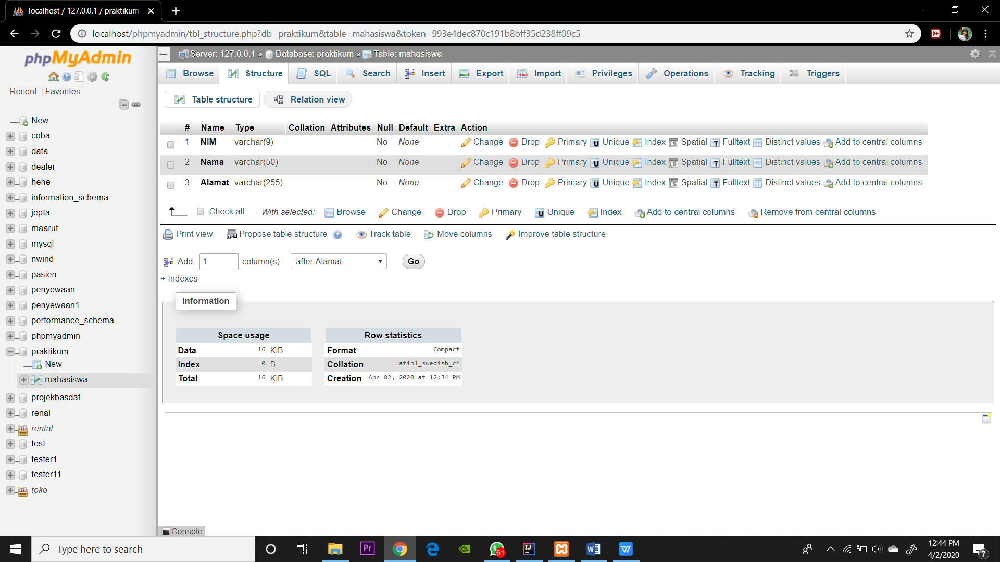 localhost / 127.0.0.1 / praktikum
localhost/phpmyadmin/tbl_structure.php?db=praktikum&table=mahasiswa&token=993e4dec870c191b8bff35d238ff09c5
phpMyAdmin
Recent Favorites
New
coba
data
dealer
hehe
information_schema
jepta
maaruf
mysql
nwind
pasien
penyewaan
penyewaan1
performance_schema
phpmyadmin
praktikum
New
mahasiswa
projekbasdat
renal
rental
test
tester1
tester11
toko
Server: 127.0.0.1 » Database: praktikum » Table: mahasiswa
Browse Structure SQL Search Insert Export Import Privileges Operations Tracking Triggers
Table structure Relation view
# Name Type Collation Attributes Null Default Extra Action
1 NIM varchar(9) No None Change Drop Primary Unique Index Spatial Fulltext Distinct values Add to central columns
2 Nama varchar(50) No None Change Drop Primary Unique Index Spatial Fulltext Distinct values Add to central columns
3 Alamat varchar(255) No None Change Drop Primary Unique Index Spatial Fulltext Distinct values Add to central columns
Check all With selected: Browse Change Drop Primary Unique Index Add to central columns Remove from central columns
Print view Propose table structure Track table Move columns Improve table structure
Add 1 column(s) after Alamat Go
+ Indexes
Information
Space usage
Data 16 KiB
Index 0 B
Total 16 KiB
Row statistics
Format Compact
Collation latin1_swedish_ci
Creation Apr 02, 2020 at 12:34 PM
Console
Type here to search
Pr
61
12:44 PM
4/2/2020
7